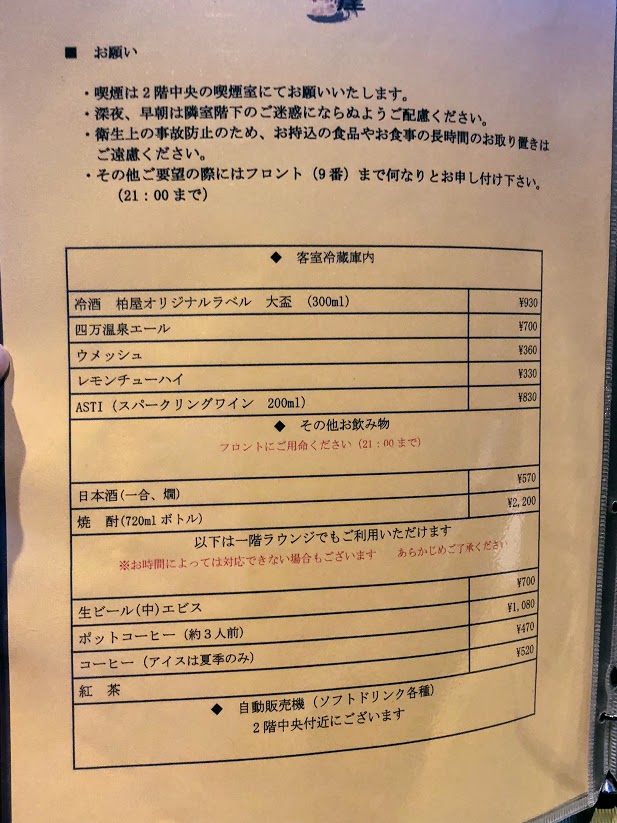 屋
■ お願い
・喫煙は2階中央の喫煙室にてお願いいたします。
・深夜、早朝は隣室階下のご迷惑にならぬようご配慮ください。
・衛生上の事故防止のため、お持込の食品やお食事の長時間のお取り置きは
ご遠慮ください。
・その他ご要望の際にはフロント（9番）まで何なりとお申し付け下さい。
（21：00まで）
◆ 客室冷蔵庫内
冷酒 柏屋オリジナルラベル 大盃 （300ml） ¥930
四万温泉エール ¥700
ウメッシュ ¥360
レモンチューハイ ¥330
ASTI（スパークリングワイン 200ml） ¥830
◆ その他お飲み物
フロントにご用命ください（21：00まで）
日本酒(一合、燗) ¥570
焼 酎(720mlボトル) ¥2,200
以下は一階ラウンジでもご利用いただけます
※お時間によっては対応できない場合もございます あらかじめご了承ください
生ビール(中)エビス ¥700
ポットコーヒー（約3人前） ¥1,080
コーヒー（アイスは夏季のみ） ¥470
紅 茶 ¥520
◆ 自動販売機（ソフトドリンク各種）
2階中央付近にございます